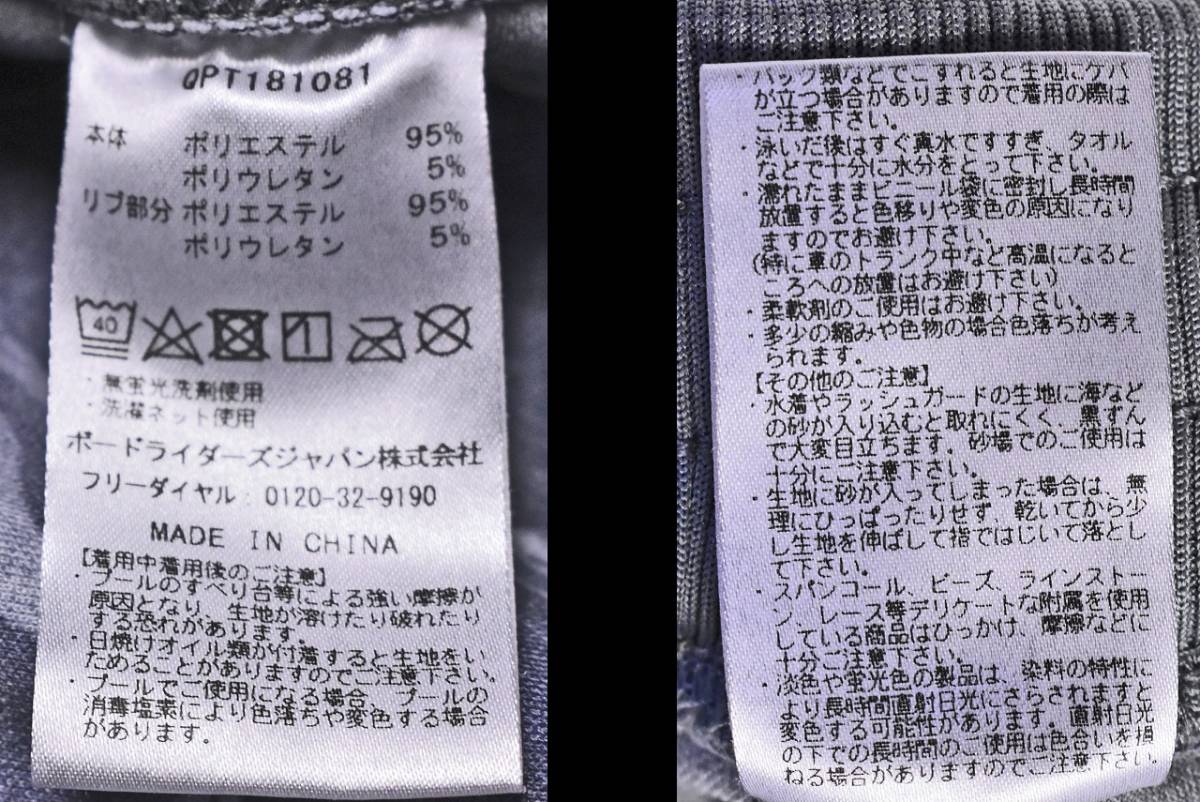 QPT181081
本体 ポリエステル 95%
ポリウレタン 5%
リブ部分 ポリエステル 95%
ポリウレタン 5%
40
・無蛍光洗剤使用
・洗濯ネット使用
ボードライダーズジャパン株式会社
フリーダイヤル：0120-32-9190
MADE IN CHINA
【着用中着用後のご注意】
・プールのすべり台等による強い摩擦が
原因となり、生地が溶けたり破れたり
する恐れがあります。
・日焼けオイル類が付着すると生地をい
ためることがありますのでご注意下さい。
・プールでご使用になる場合、プールの
消毒塩素により色落ちや変色する場合
があります。
・バッグ類などでこすれると生地にケバ
が立つ場合がありますので着用の際は
ご注意下さい。
・泳いだ後はすぐ真水ですすぎ、タオル
などで十分に水分をとって下さい。
・濡れたままビニール袋に密封し長時間
放置すると色移りや変色の原因になり
ますのでお避け下さい。
(特に車のトランク中など高温になると
ころへの放置はお避け下さい)
・柔軟剤のご使用はお避け下さい。
・多少の縮みや色物の場合色落ちが考え
られます。
【その他のご注意】
・水着やラッシュガードの生地に海など
の砂が入り込むと取れにくく、黒ずん
で大変目立ちます。砂場でのご使用は
十分にご注意下さい。
・生地に砂が入ってしまった場合は、無
理にひっぱったりせず、乾いてから少
し生地を伸ばして指ではじいて落とし
て下さい。
・スパンコール、ビーズ、ラインストー
ン、レース等デリケートな附属を使用
している商品はひっかけ、摩擦などに
十分ご注意下さい。
・淡色や蛍光色の製品は、染料の特性に
より長時間直射日光にさらされますと
変色する可能性があります。直射日光
の下での長時間のご使用は色合いを損
ねる場合がありますのでご注意下さい。